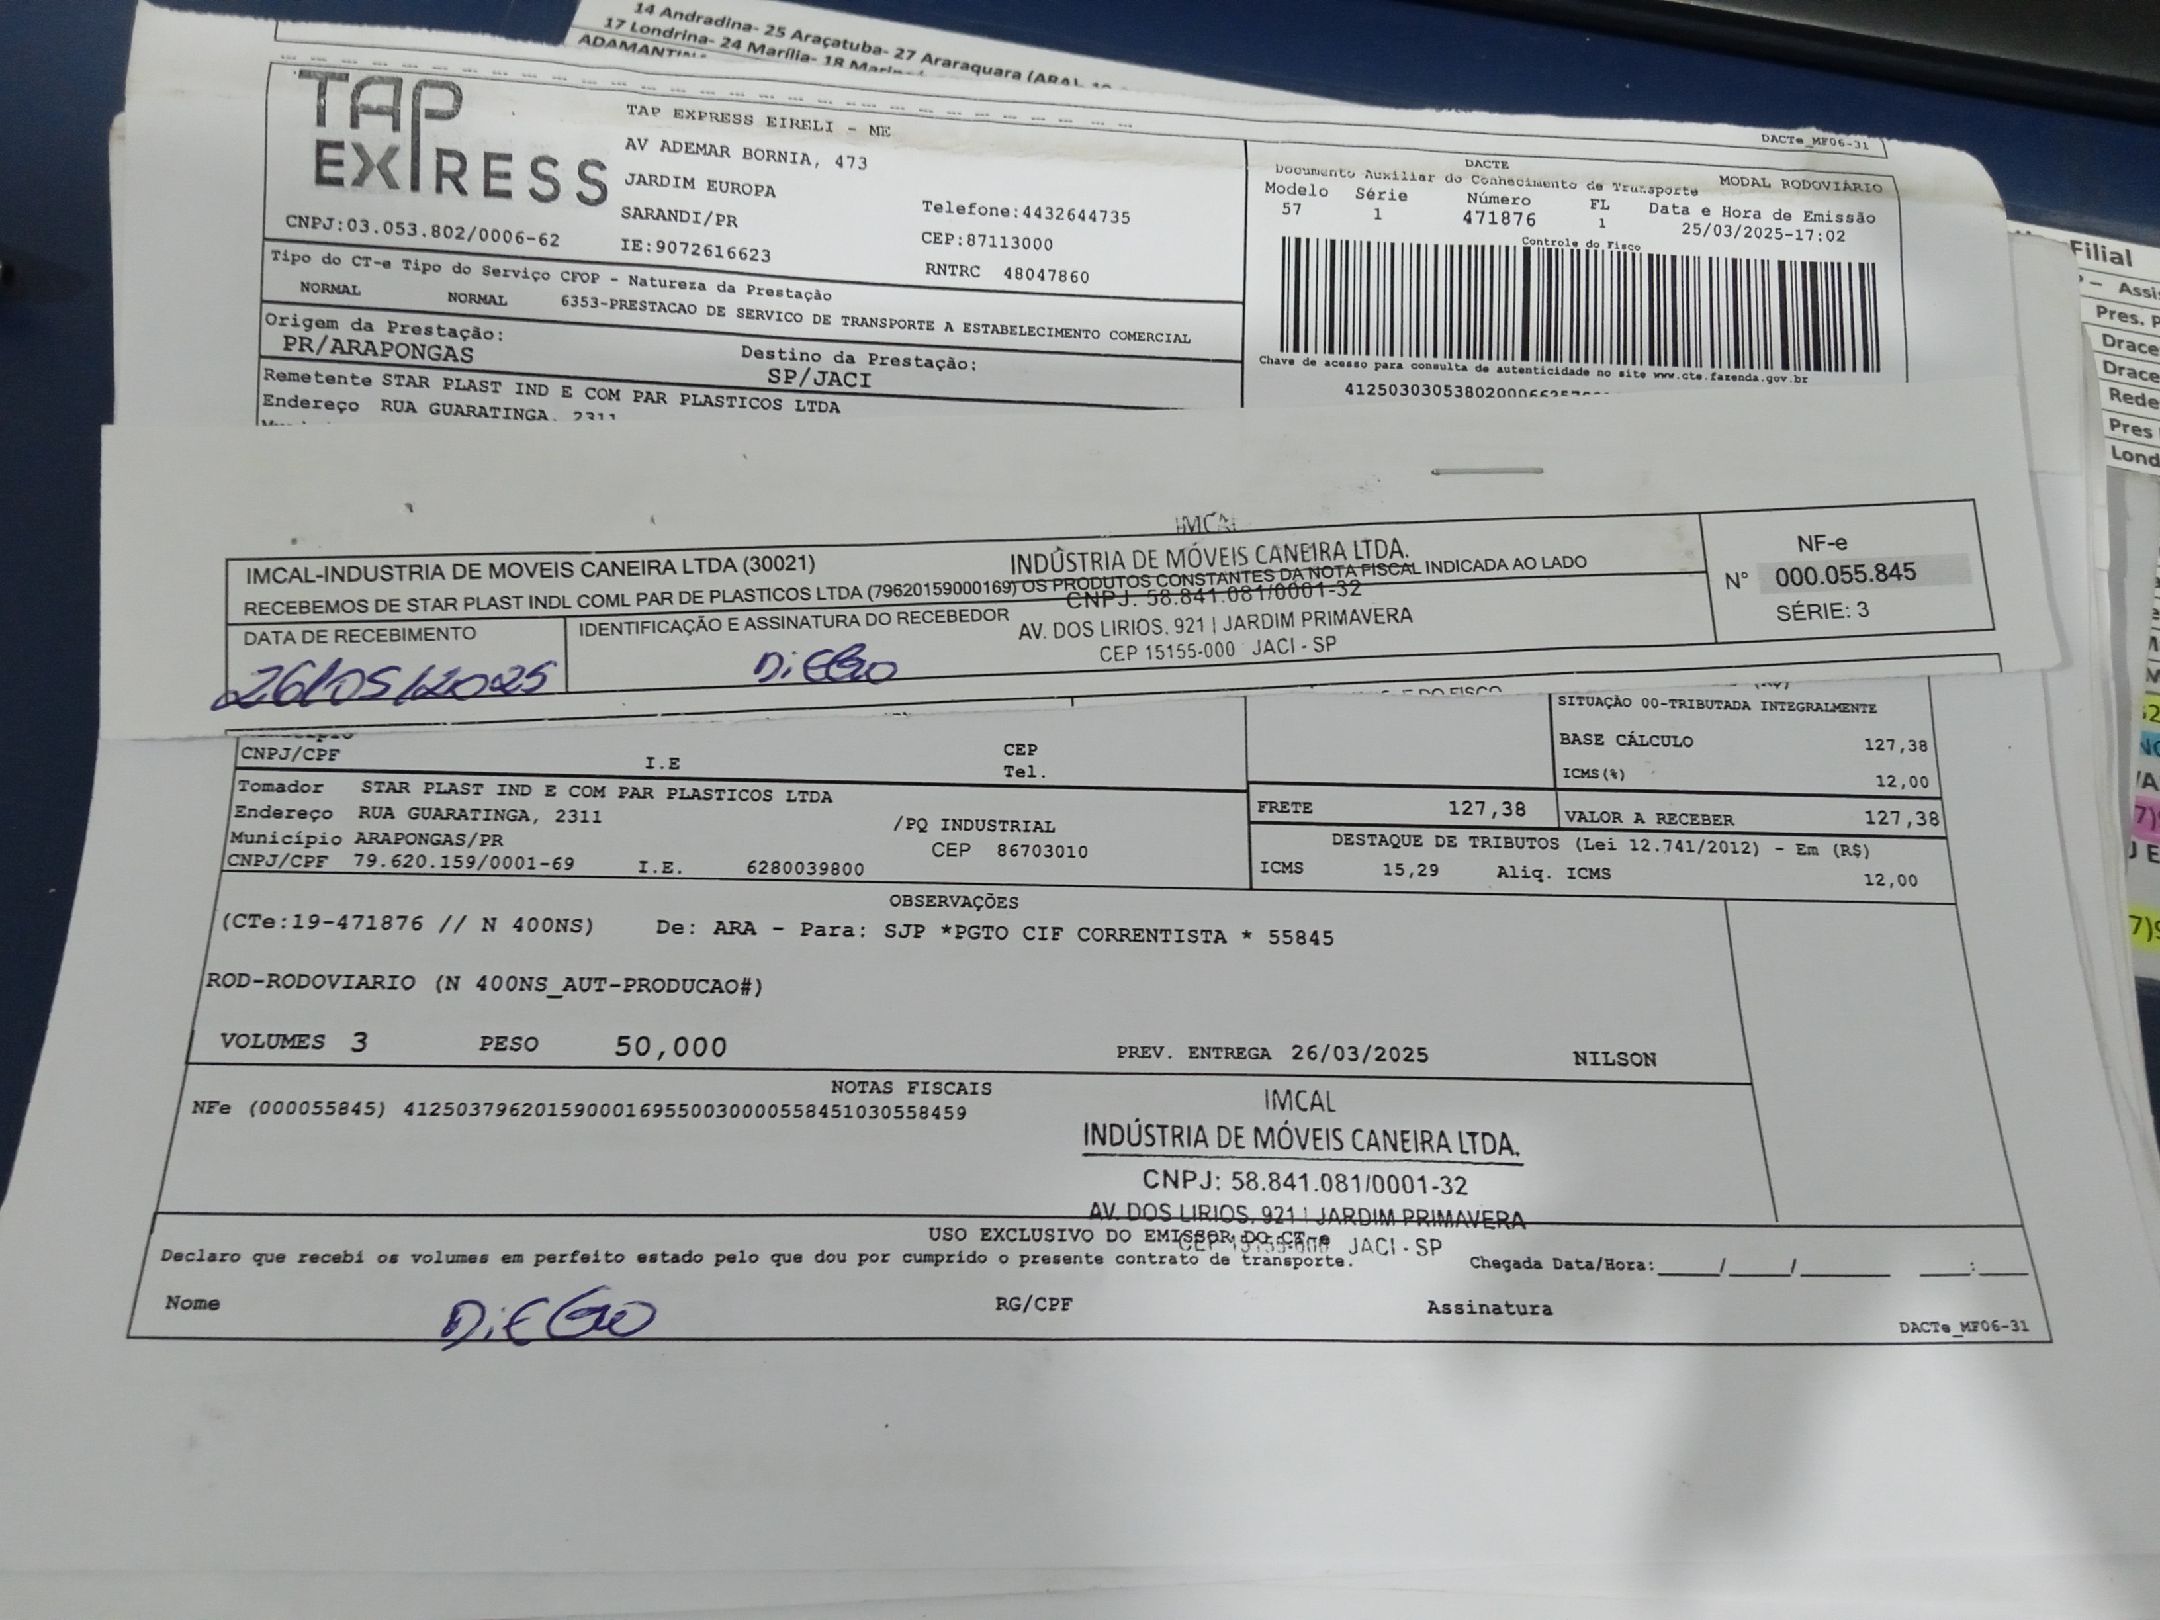 14 Andradina- 25 Araçatuba- 27 Araraquara (ARA)
17 Londrina- 24 Marília- 18
TAP
EXPRESS
TAP EXPRESS EIRELI - ME
AV ADEMAR BORNIA, 473
JARDIM EUROPA
SARANDI/PR
Telefone:4432644735
CNPJ:03.053.802/0006-62
IE:9072616623
CEP:87113000
RNTRC 48047860
DACTe_MF06-31
DACTE
MODAL RODOVIÁRIO
Documento Auxiliar do Conhecimento de Transporte
Modelo Série Número FL Data e Hora de Emissão
57 1 471876 1 25/03/2025-17:02
Controle do Fisco
Tipo do CT-e Tipo do Serviço CFOP - Natureza da Prestação
NORMAL NORMAL 6353-PRESTACAO DE SERVICO DE TRANSPORTE A ESTABELECIMENTO COMERCIAL
Origem da Prestação:
PR/ARAPONGAS
Destino da Prestação:
SP/JACI
Chave de acesso para consulta de autenticidade no site www.cte.fazenda.gov.br
Remetente STAR PLAST IND E COM PAR PLASTICOS LTDA
Endereço RUA GUARATINGA, 2311
IMCAL
INDÚSTRIA DE MÓVEIS CANEIRA LTDA.
CNPJ: 58.841.081/0001-32
AV. DOS LIRIOS, 921 | JARDIM PRIMAVERA
CEP 15155-000 JACI - SP
IMCAL-INDUSTRIA DE MOVEIS CANEIRA LTDA (30021)
RECEBEMOS DE STAR PLAST INDL COML PAR DE PLASTICOS LTDA (79620159000169) OS PRODUTOS CONSTANTES DA NOTA FISCAL INDICADA AO LADO
NF-e
N° 000.055.845
SÉRIE: 3
DATA DE RECEBIMENTO
26/05/2025
IDENTIFICAÇÃO E ASSINATURA DO RECEBEDOR
DiEGO
CNPJ/CPF I.E CEP
Tel.
SITUAÇÃO 00-TRIBUTADA INTEGRALMENTE
BASE CÁLCULO 127,38
ICMS(%) 12,00
Tomador STAR PLAST IND E COM PAR PLASTICOS LTDA
Endereço RUA GUARATINGA, 2311 /PQ INDUSTRIAL
Município ARAPONGAS/PR CEP 86703010
CNPJ/CPF 79.620.159/0001-69 I.E. 6280039800
FRETE 127,38 VALOR A RECEBER 127,38
DESTAQUE DE TRIBUTOS (Lei 12.741/2012) - Em (R$)
ICMS 15,29 Aliq. ICMS 12,00
OBSERVAÇÕES
(CTe:19-471876 // N 400NS) De: ARA - Para: SJP *PGTO CIF CORRENTISTA * 55845
ROD-RODOVIARIO (N 400NS_AUT-PRODUCAO#)
VOLUMES 3 PESO 50,000 PREV. ENTREGA 26/03/2025 NILSON
NOTAS FISCAIS
NFe (000055845) 41250379620159000169550030000558451030558459
IMCAL
INDÚSTRIA DE MÓVEIS CANEIRA LTDA.
CNPJ: 58.841.081/0001-32
AV. DOS LIRIOS, 921 | JARDIM PRIMAVERA
CEP 15155-000 JACI - SP
USO EXCLUSIVO DO EMISSOR DO CT-e
Declaro que recebi os volumes em perfeito estado pelo que dou por cumprido o presente contrato de transporte.
Chegada Data/Hora:____/____/______ ___:___
Nome DiEGO RG/CPF Assinatura
DACTe_MF06-31
Filial